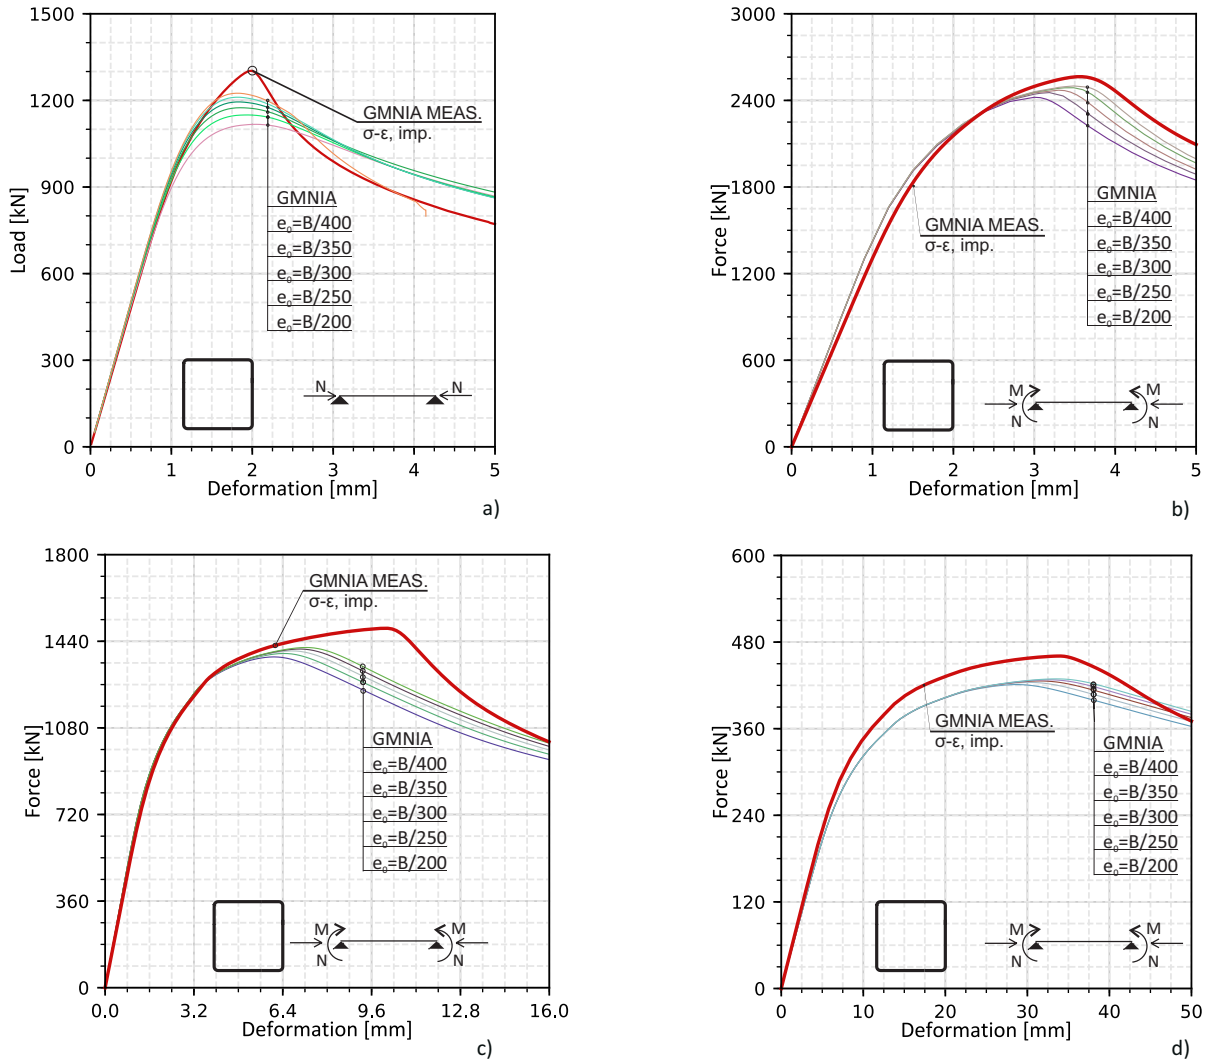 1500
1200
900
600
300
0
Load [kN]
GMNIA MEAS.
σ-ε, imp.
GMNIA
e₀=B/400
e₀=B/350
e₀=B/300
e₀=B/250
e₀=B/200
N N
0 1 2 3 4 5
Deformation [mm]
a)
3000
2400
1800
1200
600
0
Force [kN]
GMNIA MEAS.
σ-ε, imp.
GMNIA
e₀=B/400
e₀=B/350
e₀=B/300
e₀=B/250
e₀=B/200
M M
N N
0 1 2 3 4 5
Deformation [mm]
b)
1800
1440
1080
720
360
0
Force [kN]
GMNIA MEAS.
σ-ε, imp.
GMNIA
e₀=B/400
e₀=B/350
e₀=B/300
e₀=B/250
e₀=B/200
M M
N N
0.0 3.2 6.4 9.6 12.8 16.0
Deformation [mm]
c)
600
480
360
240
120
0
Force [kN]
GMNIA MEAS.
σ-ε, imp.
GMNIA
e₀=B/400
e₀=B/350
e₀=B/300
e₀=B/250
e₀=B/200
M M
N N
0 10 20 30 40 50
Deformation [mm]
d)